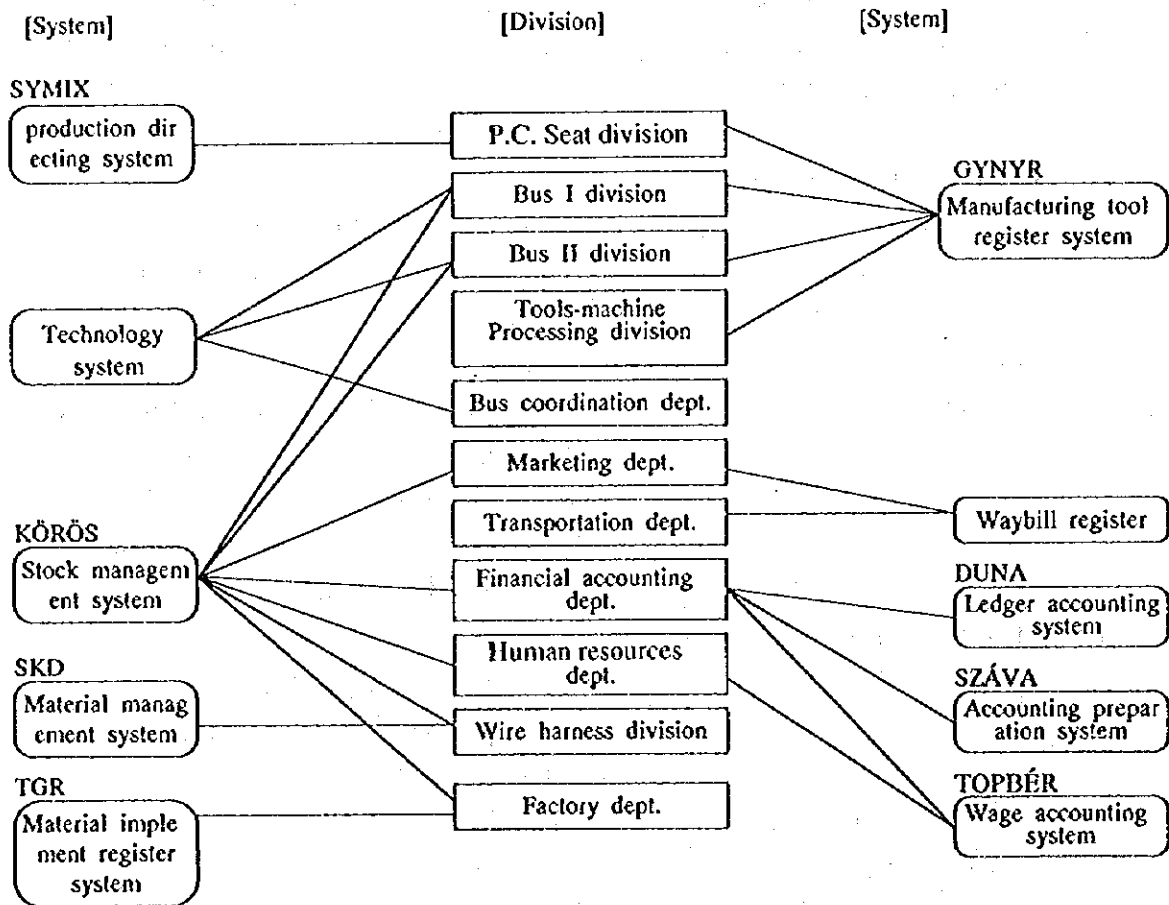 [System]
[Division]
[System]
SYMIX
production dir
ecting system
Technology
system
KÖRÖS
Stock managem
ent system
SKD
Material manag
ement system
TGR
Material imple
ment register
system
P.C. Seat division
Bus I division
Bus II division
Tools-machine
Processing division
Bus coordination dept.
Marketing dept.
Transportation dept.
Financial accounting
dept.
Human resources
dept.
Wire harness division
Factory dept.
GYNYR
Manufacturing tool
register system
Waybill register
DUNA
Ledger accounting
system
SZÁVA
Accounting prepar
ation system
TOPBÉR
Wage accounting
system